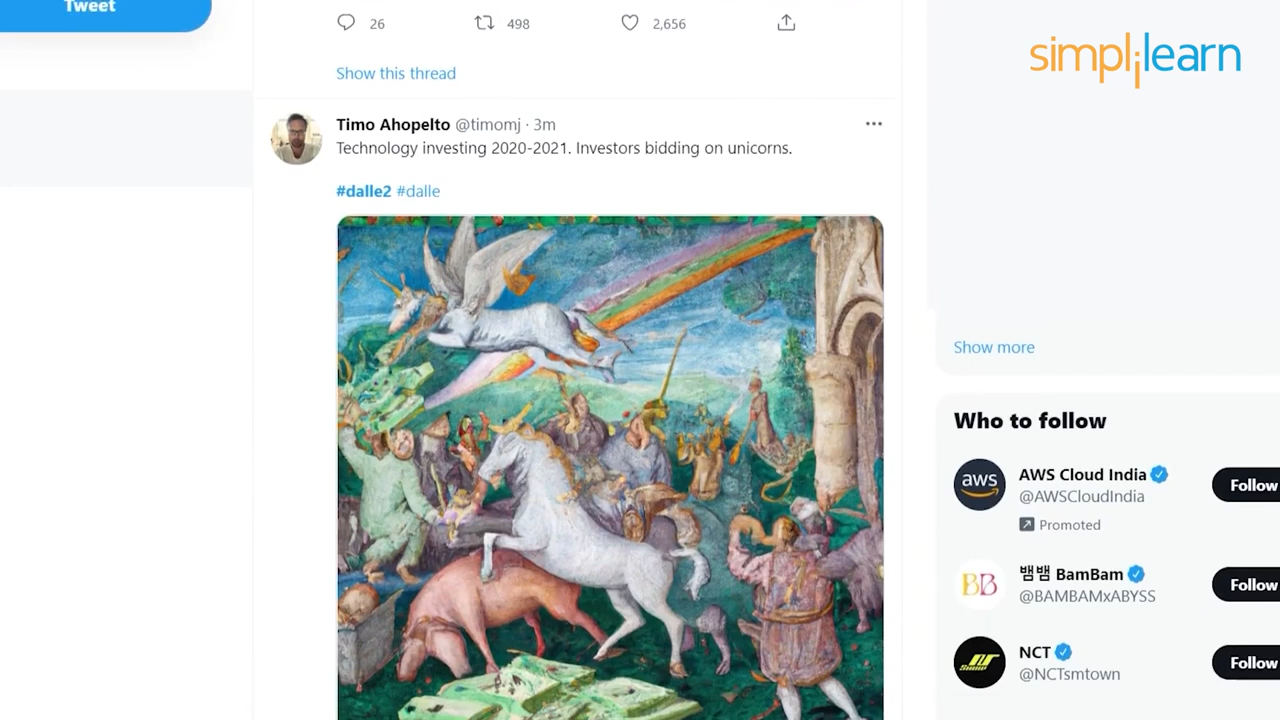 Tweet
26 498 2,656
simplilearn
Show this thread
Timo Ahopelto @timomj · 3m
Technology investing 2020-2021. Investors bidding on unicorns.
#dalle2 #dalle
Show more
Who to follow
aws
AWS Cloud India
@AWSCloudIndia
Follow
Promoted
BB
뱀뱀 BamBam
@BAMBAMxABYSS
Follow
NCT
@NCTsmtown
Follow